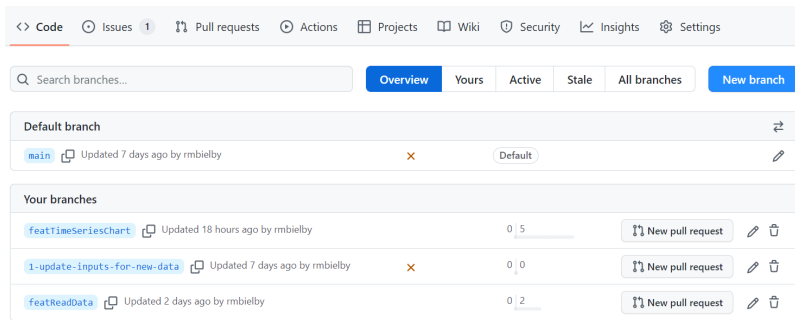 Code Issues 1 Pull requests Actions Projects Wiki Security Insights Settings
Search branches... Overview Yours Active Stale All branches New branch
Default branch
main Updated 7 days ago by rmbielby Default
Your branches
featTimeSeriesChart Updated 18 hours ago by rmbielby 0 5 New pull request
1-update-inputs-for-new-data Updated 7 days ago by rmbielby 0 0 New pull request
featReadData Updated 2 days ago by rmbielby 0 2 New pull request